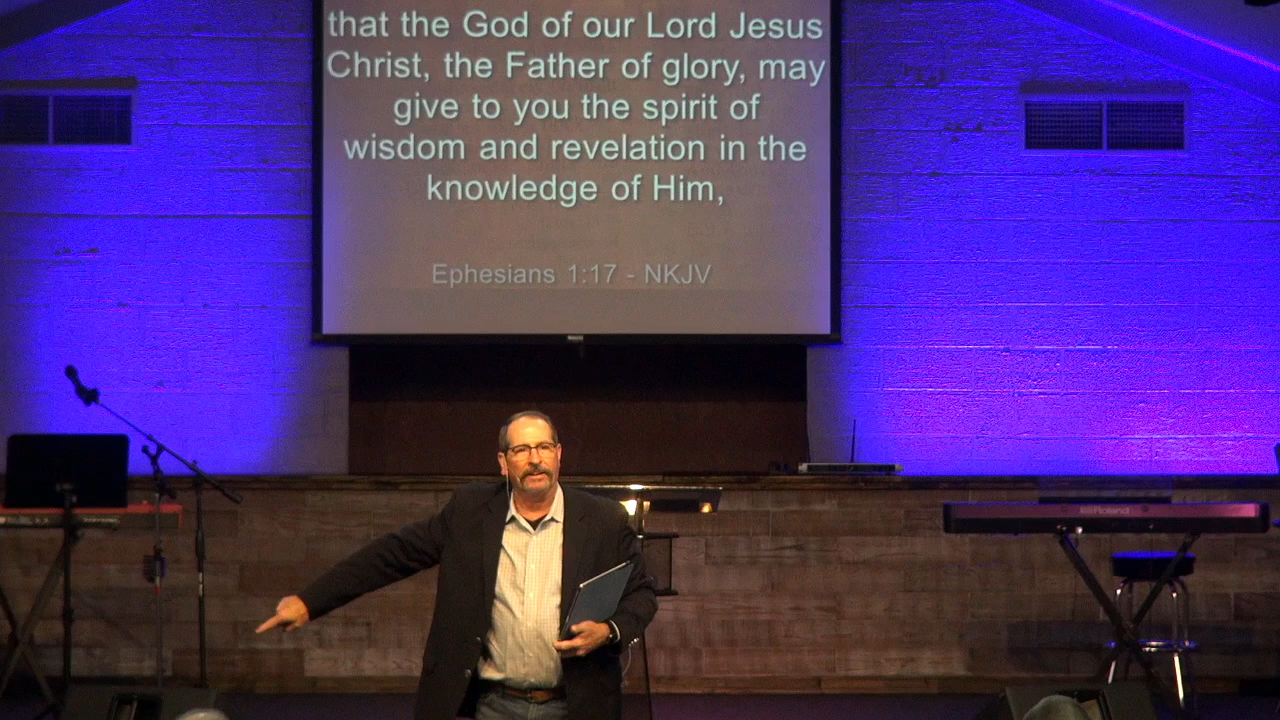 that the God of our Lord Jesus
Christ, the Father of glory, may
give to you the spirit of
wisdom and revelation in the
knowledge of Him,
Ephesians 1:17 - NKJV
Roland